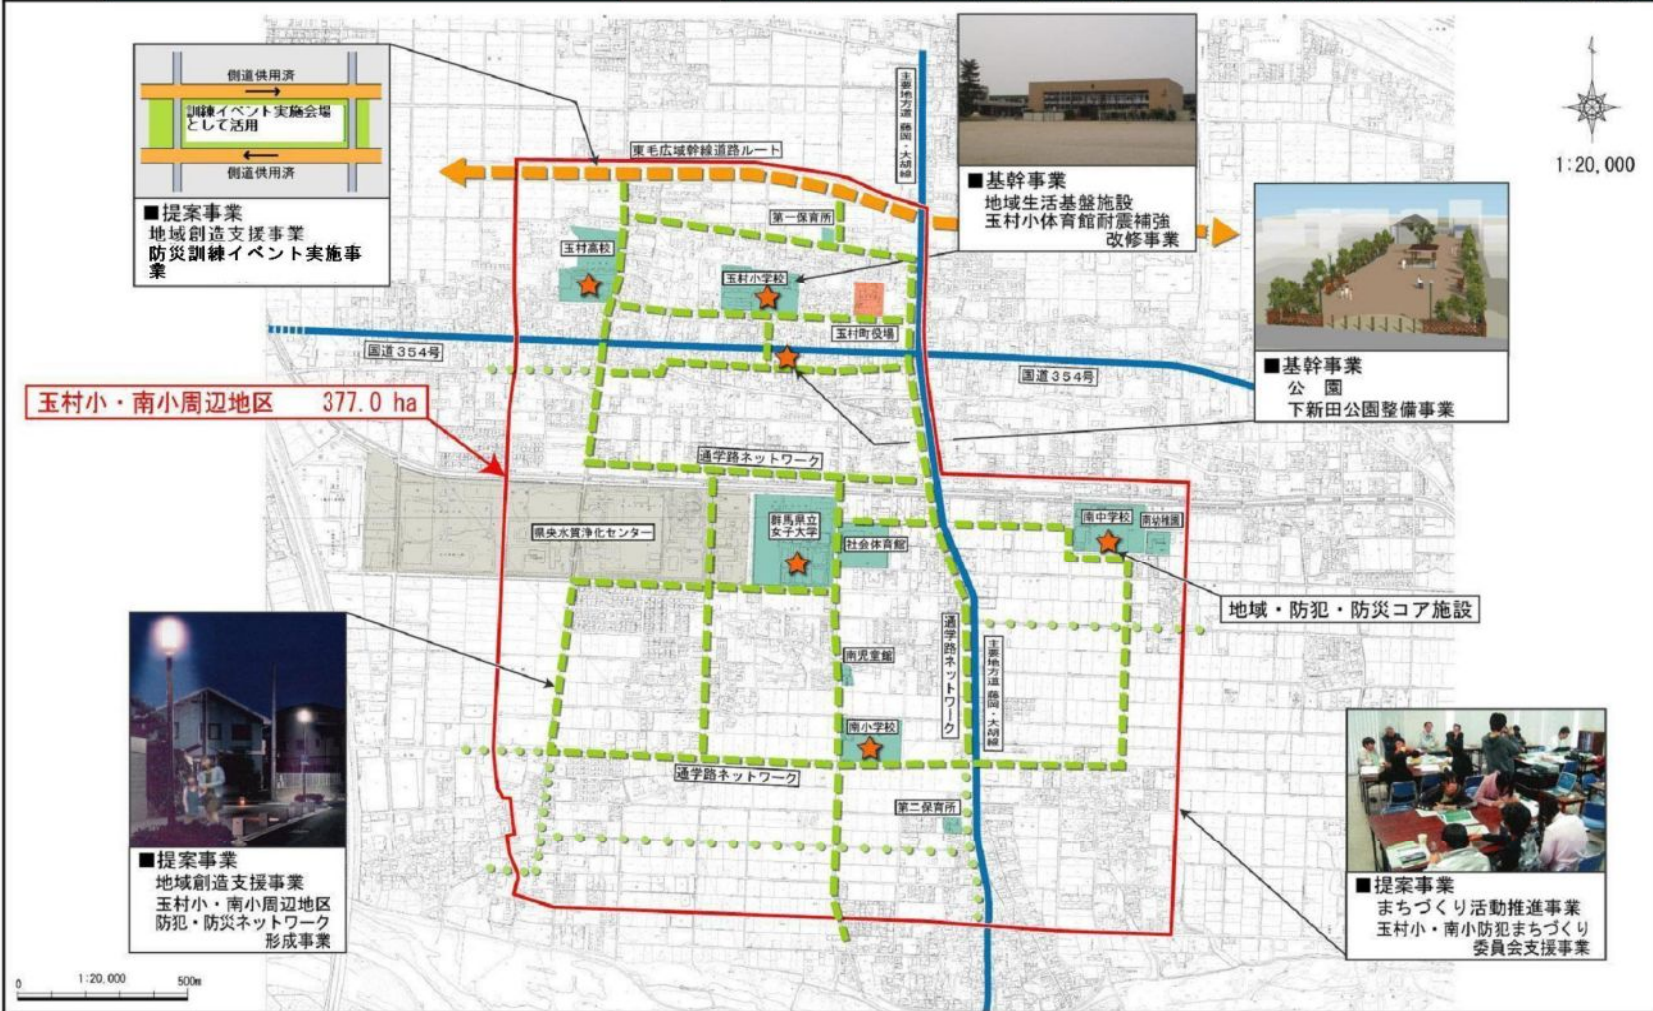 側道供用済
訓練イベント実施会場
として活用
側道供用済
■提案事業
地域創造支援事業
防災訓練イベント実施事
業
東毛広域幹線道路ルート
主要地方道 藤岡・大胡線
■基幹事業
地域生活基盤施設
玉村小体育館耐震補強
改修事業
1:20,000
■基幹事業
公　園
下新田公園整備事業
第一保育所
玉村高校
玉村小学校
玉村町役場
国道354号
国道354号
玉村小・南小周辺地区　377.0 ha
通学路ネットワーク
県央水質浄化センター
群馬県立
女子大学
社会体育館
南中学校
南幼稚園
地域・防犯・防災コア施設
南児童館
通学路ネットワーク
主要地方道 藤岡・大胡線
南小学校
通学路ネットワーク
第二保育所
■提案事業
地域創造支援事業
玉村小・南小周辺地区
防犯・防災ネットワーク
形成事業
■提案事業
まちづくり活動推進事業
玉村小・南小防犯まちづくり
委員会支援事業
0
1:20,000
500m